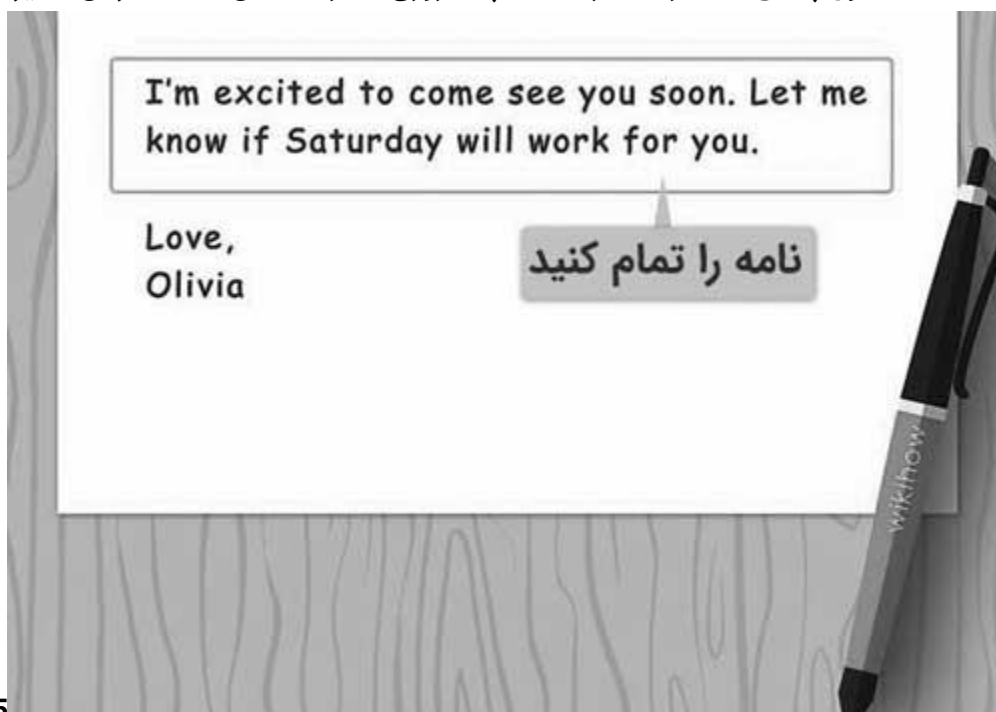 I'm excited to come see you soon. Let me
know if Saturday will work for you.
Love,
Olivia
نامه را تمام کنید
wikihow
5